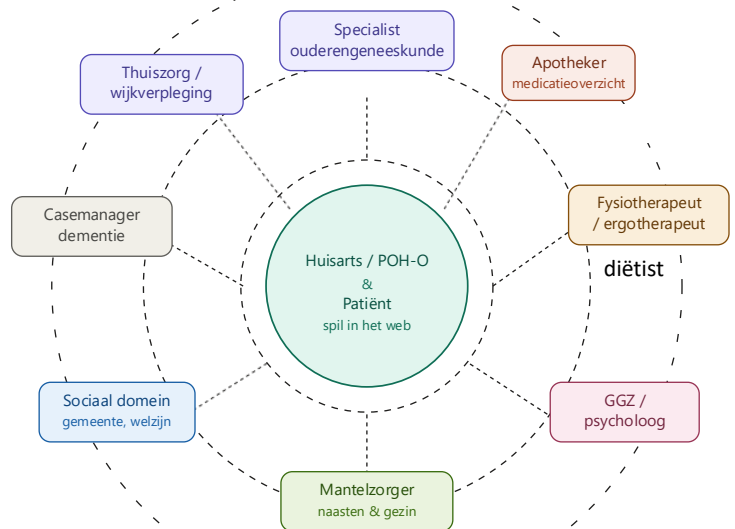 Specialist
ouderengeneeskunde
Thuiszorg /
wijkverpleging
Apotheker
medicatieoverzicht
Casemanager
dementie
Fysiotherapeut
/ ergotherapeut
diëtist
Huisarts / POH-O
&
Patiënt
spil in het web
Sociaal domein
gemeente, welzijn
GGZ /
psycholoog
Mantelzorger
naasten & gezin